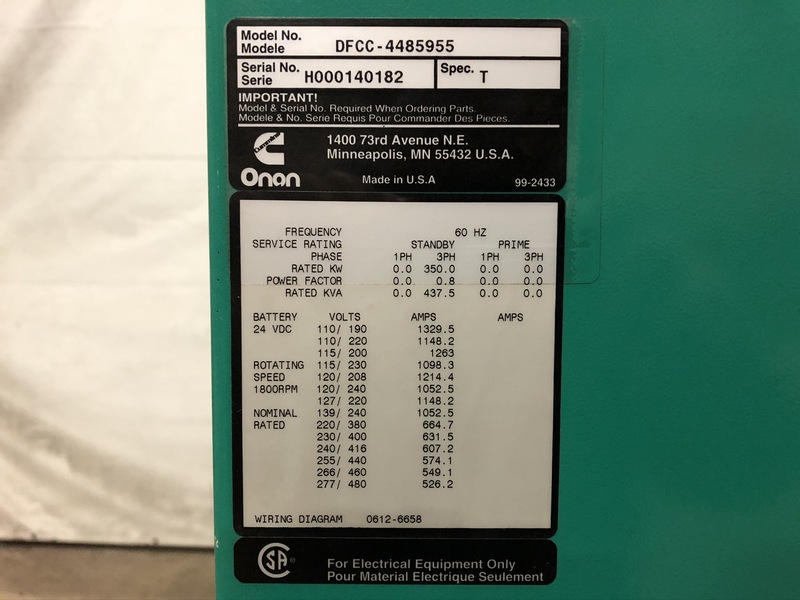 Model No. DFCC-4485955
Modele
Serial No. H000140182 Spec. T
Serie
IMPORTANT!
Model & Serial No. Required When Ordering Parts.
Modele & No. Serie Requis Pour Commander Des Pieces.
Cummins
Onan
1400 73rd Avenue N.E.
Minneapolis, MN 55432 U.S.A.
Made in U.S.A 99-2433
FREQUENCY 60 HZ
SERVICE RATING STANDBY PRIME
PHASE 1PH 3PH 1PH 3PH
RATED KW 0.0 350.0 0.0 0.0
POWER FACTOR 0.0 0.8 0.0 0.0
RATED KVA 0.0 437.5 0.0 0.0
BATTERY VOLTS AMPS AMPS
24 VDC 110/ 190 1329.5
110/ 220 1148.2
115/ 200 1263
ROTATING 115/ 230 1098.3
SPEED 120/ 208 1214.4
1800RPM 120/ 240 1052.5
127/ 220 1148.2
NOMINAL 139/ 240 1052.5
RATED 220/ 380 664.7
230/ 400 631.5
240/ 416 607.2
255/ 440 574.1
266/ 460 549.1
277/ 480 526.2
WIRING DIAGRAM 0612-6658
CSA ®
For Electrical Equipment Only
Pour Material Electrique Seulement